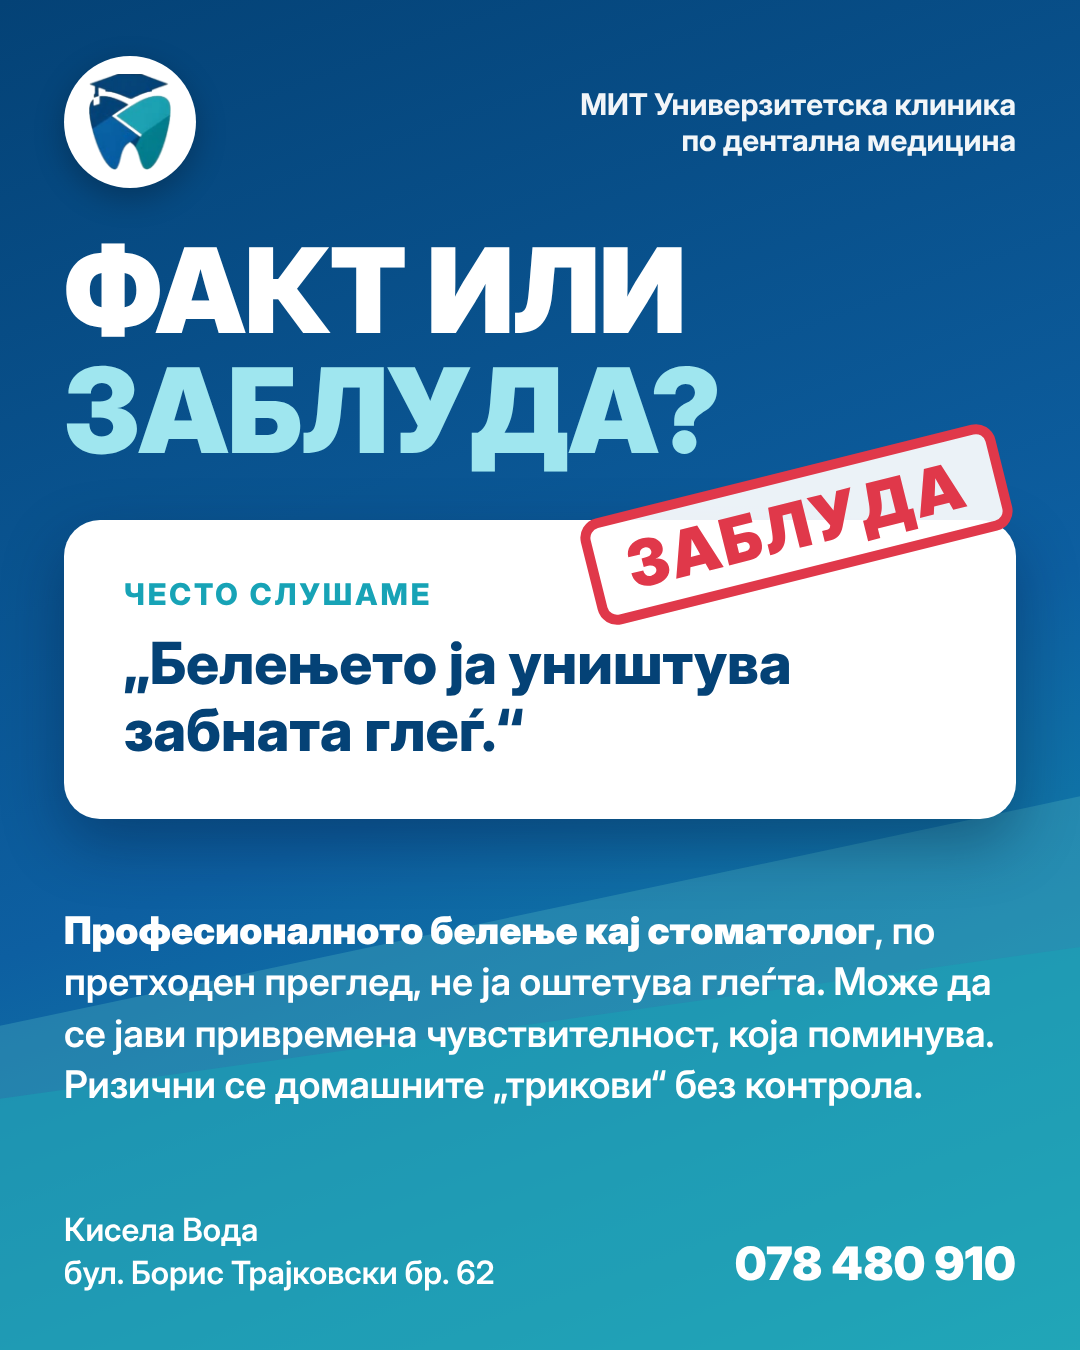 МИТ Универзитетска клиника
по дентална медицина
ФАКТ ИЛИ
ЗАБЛУДА?
ЗАБЛУДА
ЧЕСТО СЛУШАМЕ
„Белењето ја уништува
забната глеѓ.“
Професионалното белење кај стоматолог, по
претходен преглед, не ја оштетува глеѓта. Може да
се јави привремена чувствителност, која поминува.
Ризични се домашните „трикови“ без контрола.
Кисела Вода
бул. Борис Трајковски бр. 62
078 480 910